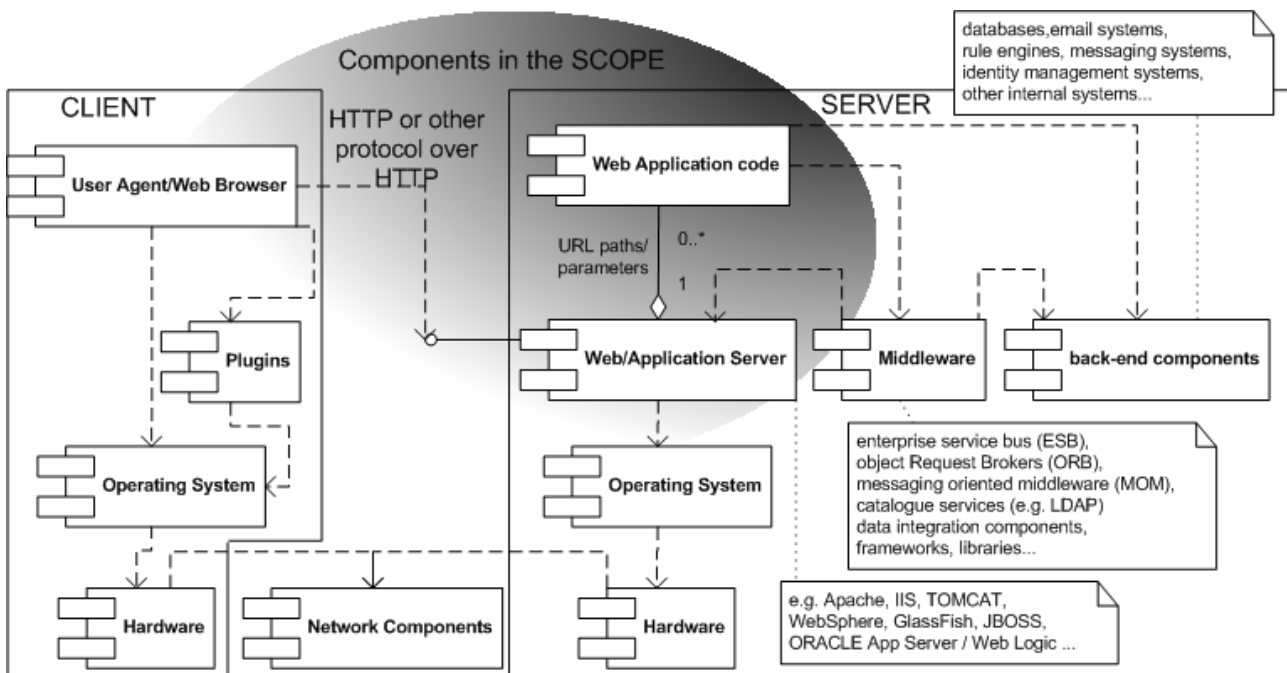 databases,email systems,
rule engines, messaging systems,
identity management systems,
other internal systems...
Components in the SCOPE
CLIENT
SERVER
HTTP or other
protocol over
HTTP
User Agent/Web Browser
Web Application code
URL paths/
parameters
0..*
1
Plugins
Web/Application Server
Middleware
back-end components
Operating System
Operating System
enterprise service bus (ESB),
object Request Brokers (ORB),
messaging oriented middleware (MOM),
catalogue services (e.g. LDAP)
data integration components,
frameworks, libraries...
Hardware
Network Components
Hardware
e.g. Apache, IIS, TOMCAT,
WebSphere, GlassFish, JBOSS,
ORACLE App Server / Web Logic ...